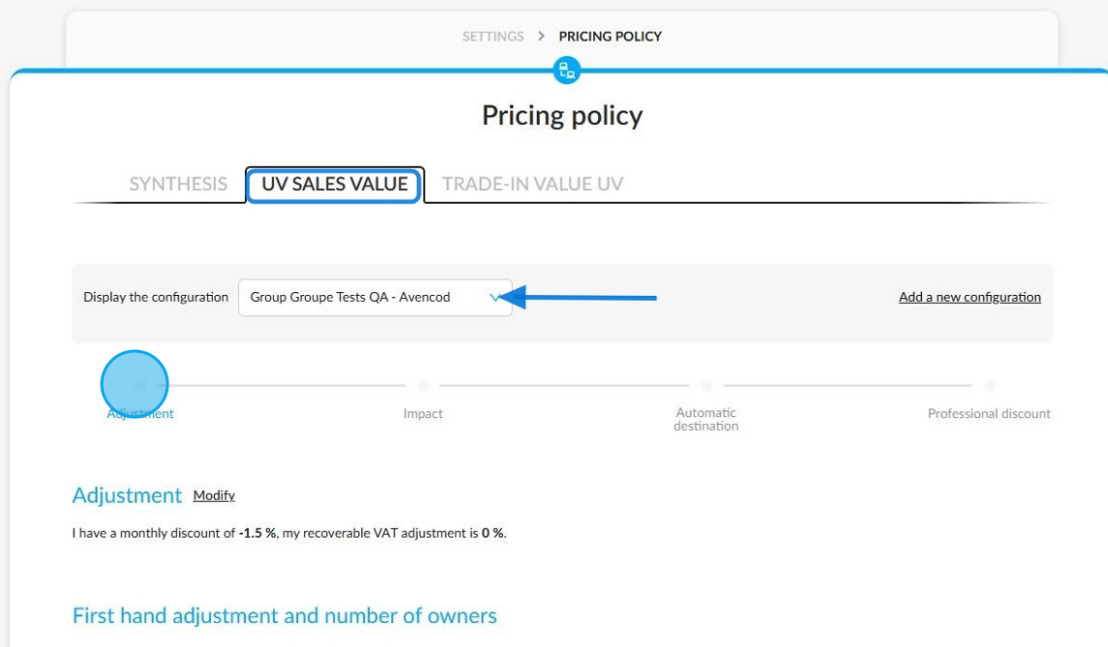 SETTINGS > PRICING POLICY
Pricing policy
SYNTHESIS UV SALES VALUE TRADE-IN VALUE UV
Display the configuration Group Groupe Tests QA - Avencod Add a new configuration
Adjustment Impact Automatic destination Professional discount
Adjustment Modify
I have a monthly discount of -1.5 %, my recoverable VAT adjustment is 0 %.
First hand adjustment and number of owners